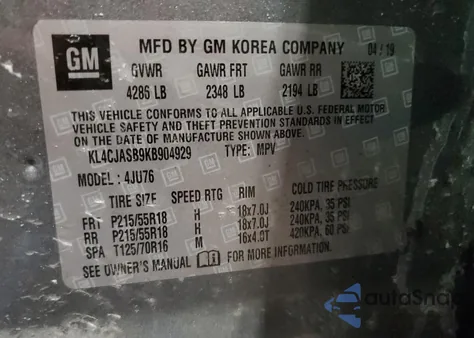 GM
MFD BY GM KOREA COMPANY 04/19
GVWR GAWR FRT GAWR RR
4286 LB 2348 LB 2194 LB
THIS VEHICLE CONFORMS TO ALL APPLICABLE U.S. FEDERAL MOTOR
VEHICLE SAFETY AND THEFT PREVENTION STANDARDS IN EFFECT
ON THE DATE OF MANUFACTURE SHOWN ABOVE.
KL4CJASB9KB904929 TYPE: MPV
MODEL: 4JU76
TIRE SIZE SPEED RTG RIM COLD TIRE PRESSURE
FRT P215/55R18 H 18x7.0J 240KPA, 35 PSI
RR P215/55R18 H 18x7.0J 240KPA, 35 PSI
SPA T125/70R16 M 16x4.0T 420KPA, 60 PSI
SEE OWNER'S MANUAL FOR MORE INFORMATION.
autoSnap